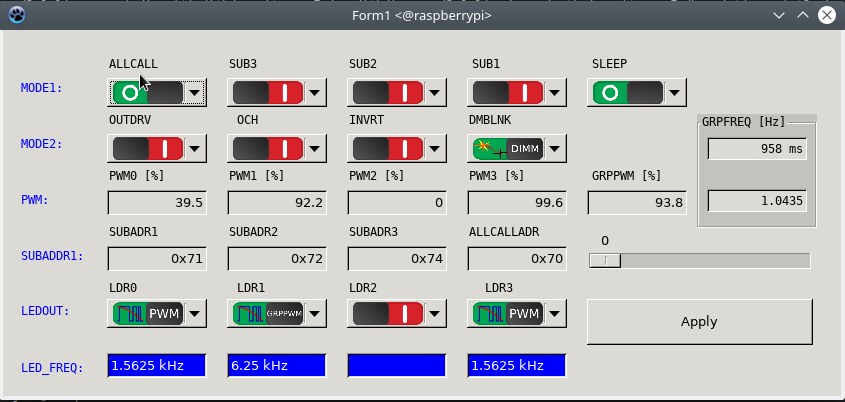 Form1 <@raspberrypi>
ALLCALL SUB3 SUB2 SUB1 SLEEP
MODE1:
OUTDRV OCH INVRT DMBLNK GRPFREQ [Hz]
MODE2: DIMM 958 ms
PWM0 [%] PWM1 [%] PWM2 [%] PWM3 [%] GRPPWM [%]
PWM: 39.5 92.2 0 99.6 93.8 1.0435
SUBADR1 SUBADR2 SUBADR3 ALLCALLADR 0
SUBADDR1: 0x71 0x72 0x74 0x70
LDR0 LDR1 LDR2 LDR3
LEDOUT: PWM GRPPWM PWM Apply
LED_FREQ: 1.5625 kHz 6.25 kHz 1.5625 kHz